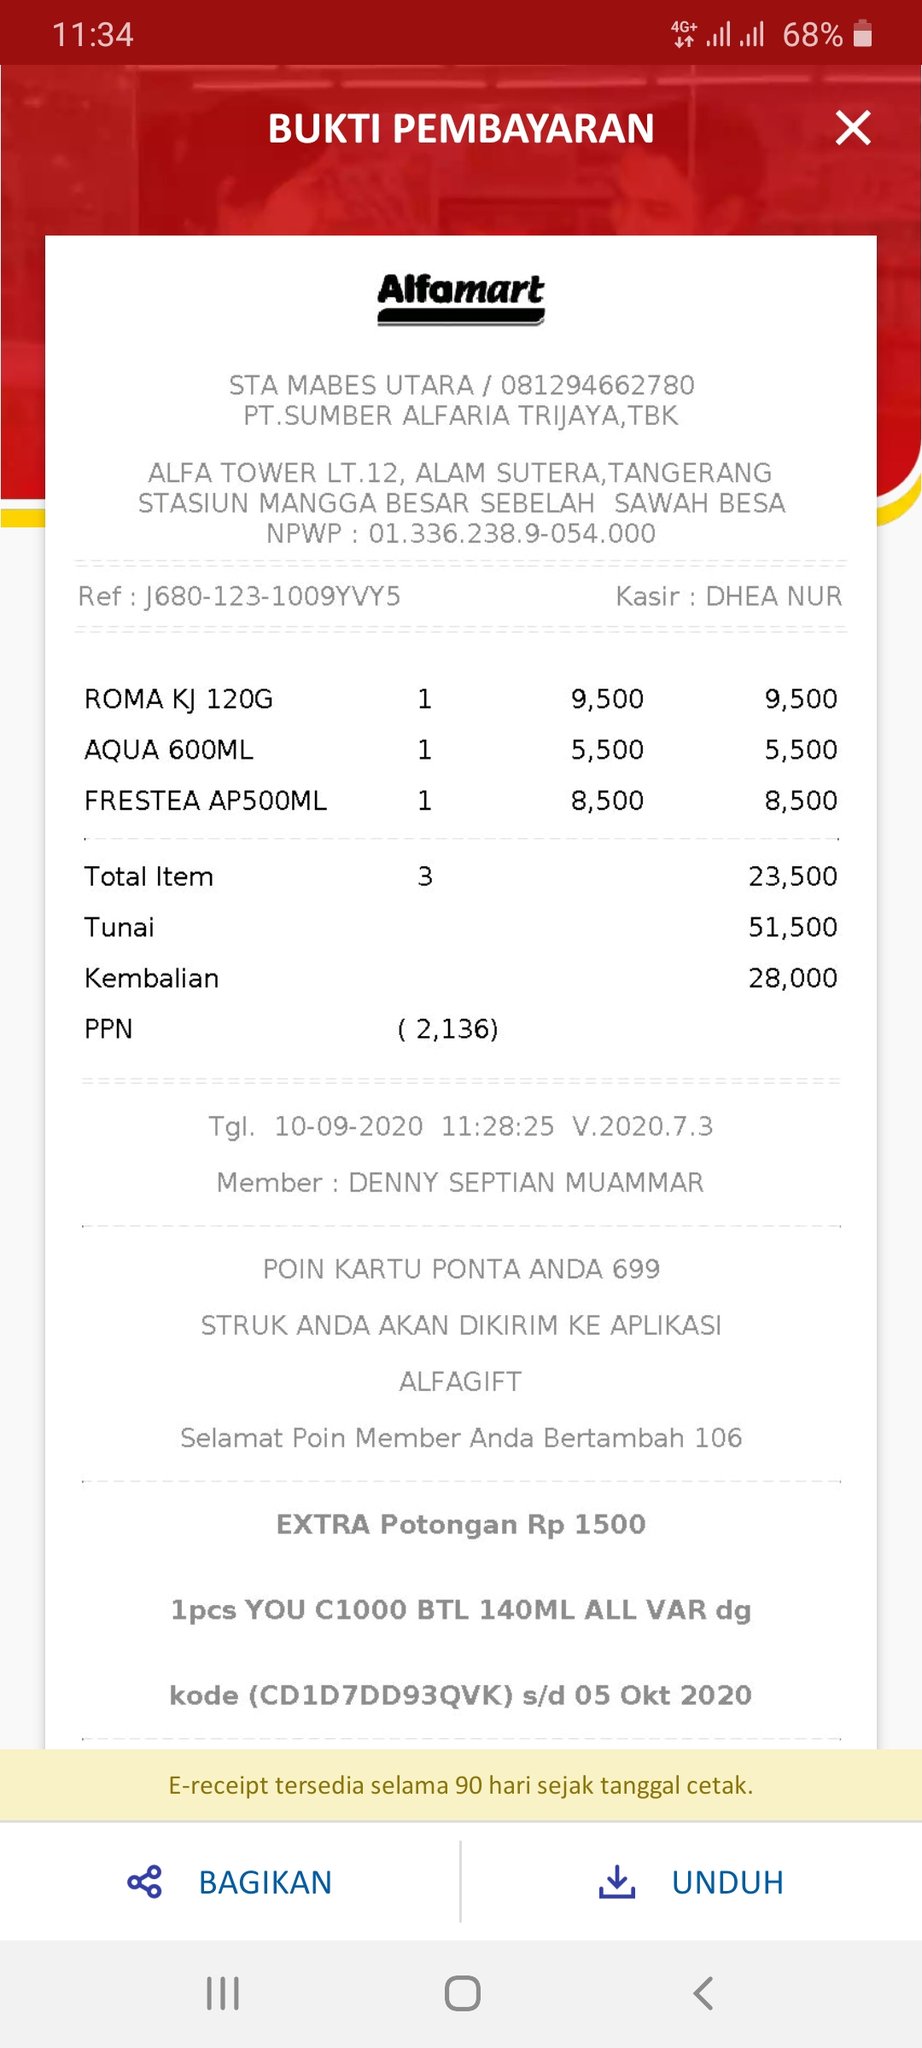 11:34 4G+ 68%
BUKTI PEMBAYARAN
Alfamart
STA MABES UTARA / 081294662780
PT.SUMBER ALFARIA TRIJAYA,TBK
ALFA TOWER LT.12, ALAM SUTERA,TANGERANG
STASIUN MANGGA BESAR SEBELAH SAWAH BESA
NPWP : 01.336.238.9-054.000
Ref : J680-123-1009YVY5 Kasir : DHEA NUR
ROMA KJ 120G 1 9,500 9,500
AQUA 600ML 1 5,500 5,500
FRESTEA AP500ML 1 8,500 8,500
Total Item 3 23,500
Tunai 51,500
Kembalian 28,000
PPN ( 2,136)
Tgl. 10-09-2020 11:28:25 V.2020.7.3
Member : DENNY SEPTIAN MUAMMAR
POIN KARTU PONTA ANDA 699
STRUK ANDA AKAN DIKIRIM KE APLIKASI
ALFAGIFT
Selamat Poin Member Anda Bertambah 106
EXTRA Potongan Rp 1500
1pcs YOU C1000 BTL 140ML ALL VAR dg
kode (CD1D7DD93QVK) s/d 05 Okt 2020
E-receipt tersedia selama 90 hari sejak tanggal cetak.
BAGIKAN UNDUH